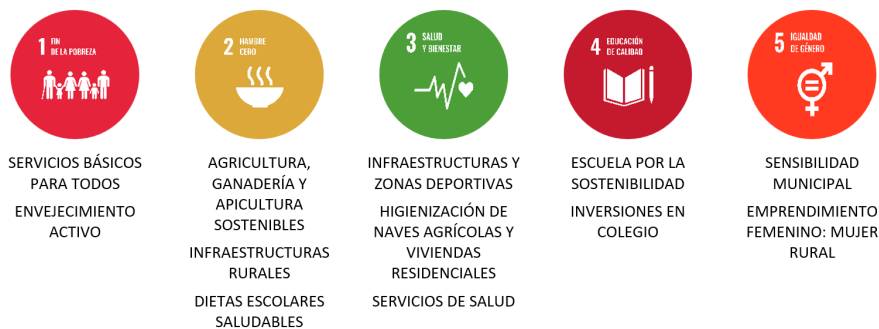 1 FIN
DE LA POBREZA
SERVICIOS BÁSICOS
PARA TODOS
ENVEJECIMIENTO
ACTIVO
2 HAMBRE
CERO
AGRICULTURA,
GANADERÍA Y
APICULTURA
SOSTENIBLES
INFRAESTRUCTURAS
RURALES
DIETAS ESCOLARES
SALUDABLES
3 SALUD
Y BIENESTAR
INFRAESTRUCTURAS Y
ZONAS DEPORTIVAS
HIGIENIZACIÓN DE
NAVES AGRÍCOLAS Y
VIVIENDAS
RESIDENCIALES
SERVICIOS DE SALUD
4 EDUCACIÓN
DE CALIDAD
ESCUELA POR LA
SOSTENIBILIDAD
INVERSIONES EN
COLEGIO
5 IGUALDAD
DE GÉNERO
SENSIBILIDAD
MUNICIPAL
EMPRENDIMIENTO
FEMENINO: MUJER
RURAL